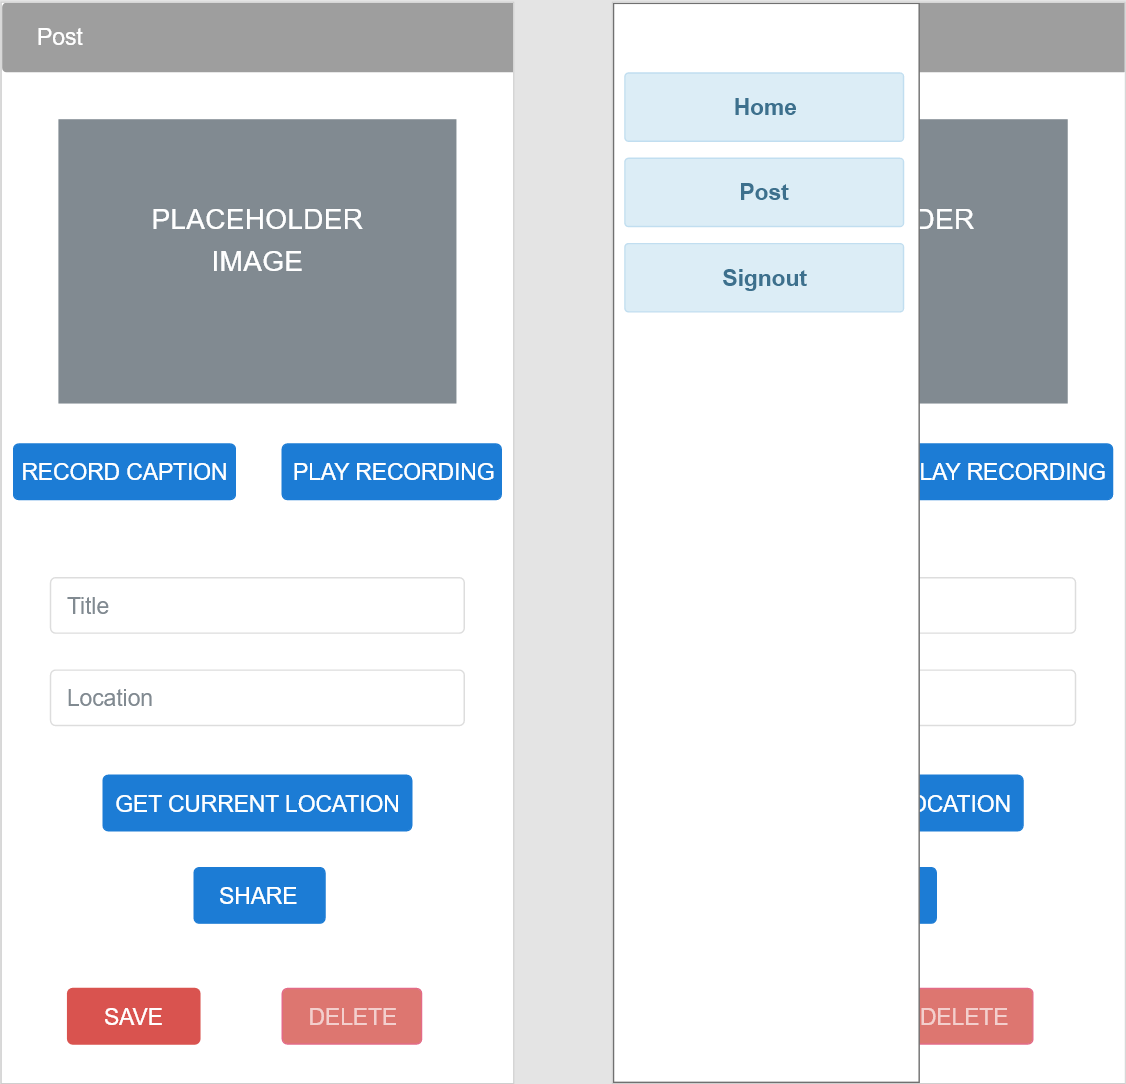 Post
PLACEHOLDER
IMAGE
RECORD CAPTION
PLAY RECORDING
Title
Location
GET CURRENT LOCATION
SHARE
SAVE
DELETE
Home
Post
Signout
DER
LAY RECORDING
OCATION
DELETE